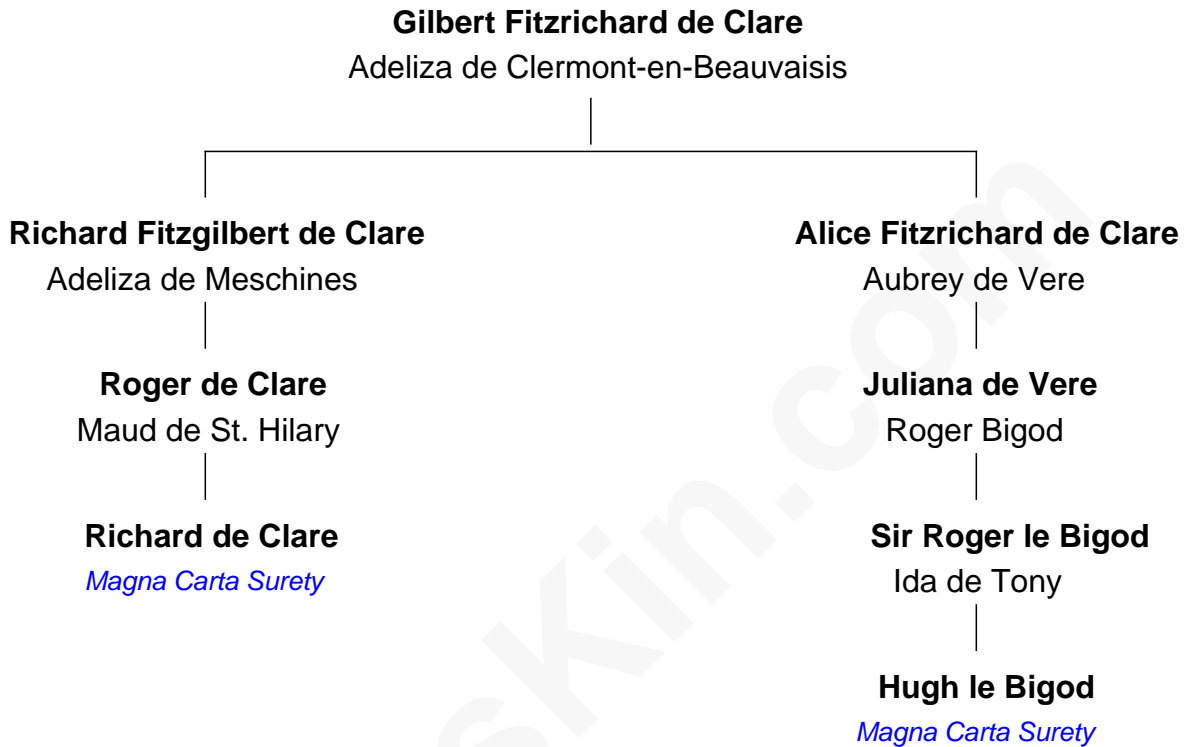 Gilbert Fitzrichard de Clare
Adeliza de Clermont-en-Beauvaisis
Richard Fitzgilbert de Clare
Adeliza de Meschines
Alice Fitzrichard de Clare
Aubrey de Vere
Roger de Clare
Maud de St. Hilary
Juliana de Vere
Roger Bigod
Richard de Clare
Magna Carta Surety
Sir Roger le Bigod
Ida de Tony
Hugh le Bigod
Magna Carta Surety
sKin.com